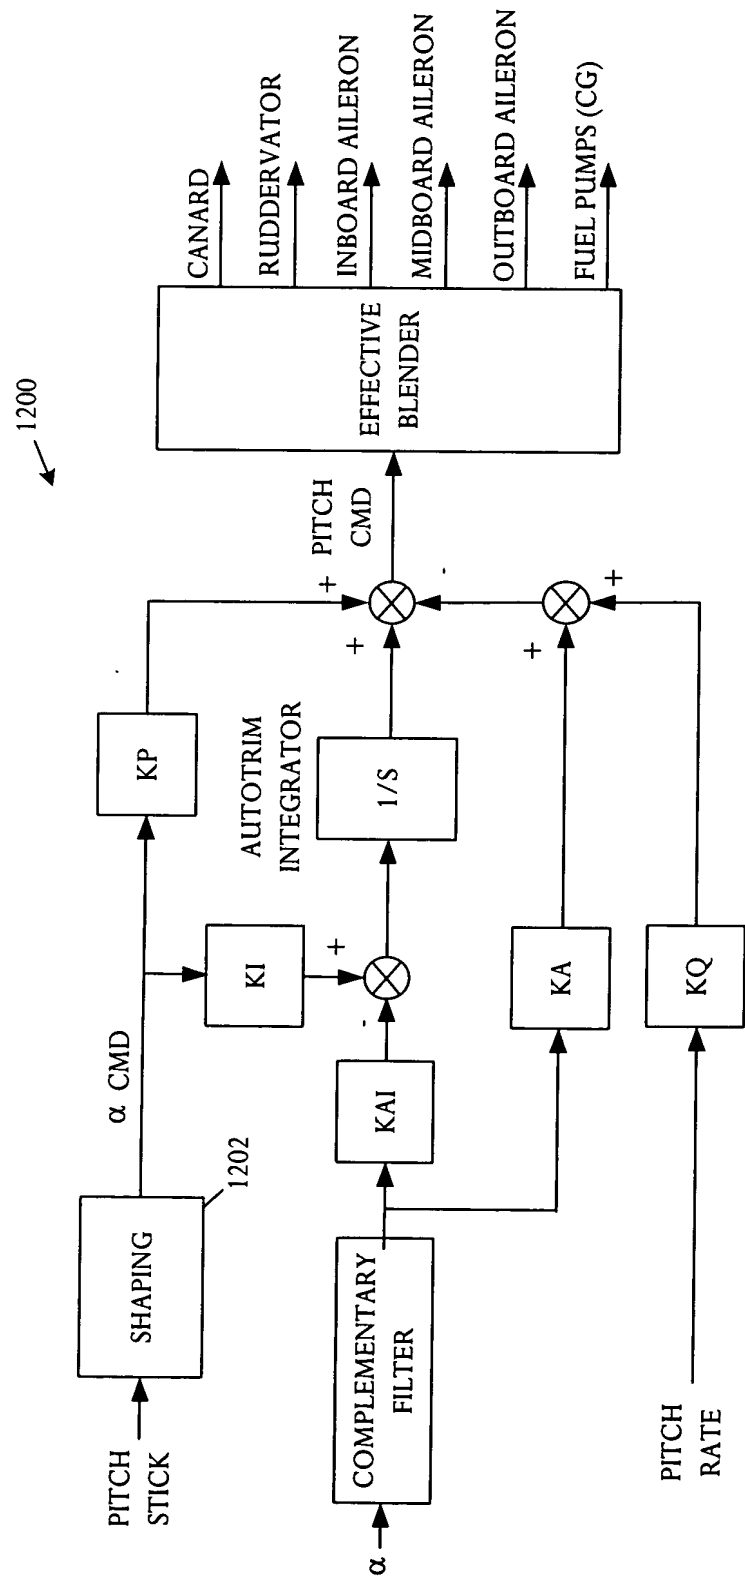 1200
PITCH
STICK
SHAPING
1202
α CMD
KP
KI
+
AUTOTRIM
INTEGRATOR
α
COMPLEMENTARY
FILTER
KAI
-
1/S
+
+
PITCH
CMD
-
KA
+
+
PITCH
RATE
KQ
EFFECTIVE
BLENDER
CANARD
RUDDERVATOR
INBOARD AILERON
MIDBOARD AILERON
OUTBOARD AILERON
FUEL PUMPS (CG)